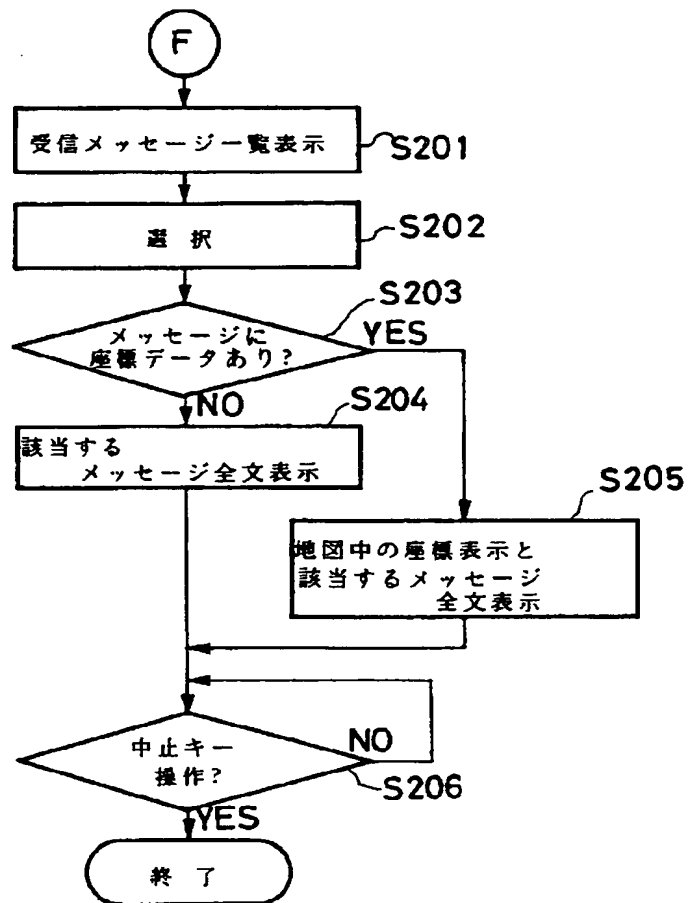 F
受信メッセージ一覧表示
S201
選択
S202
S203
メッセージに
座標データあり?
YES
NO
S204
該当する
メッセージ全文表示
S205
地図中の座標表示と
該当するメッセージ
全文表示
中止キー
操作?
NO
S206
YES
終了